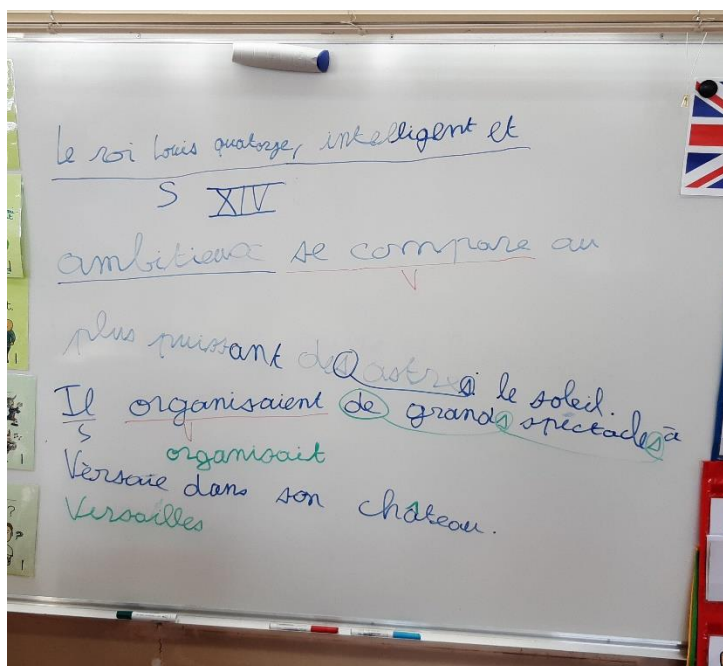 Le roi Louis quatorze, intelligent et
S XIV
ambitieux se compare au
V
plus puissant des astres : le soleil.
Il organisaient de grands spectacles à
S V
organisait
Versaie dans son château.
Versailles